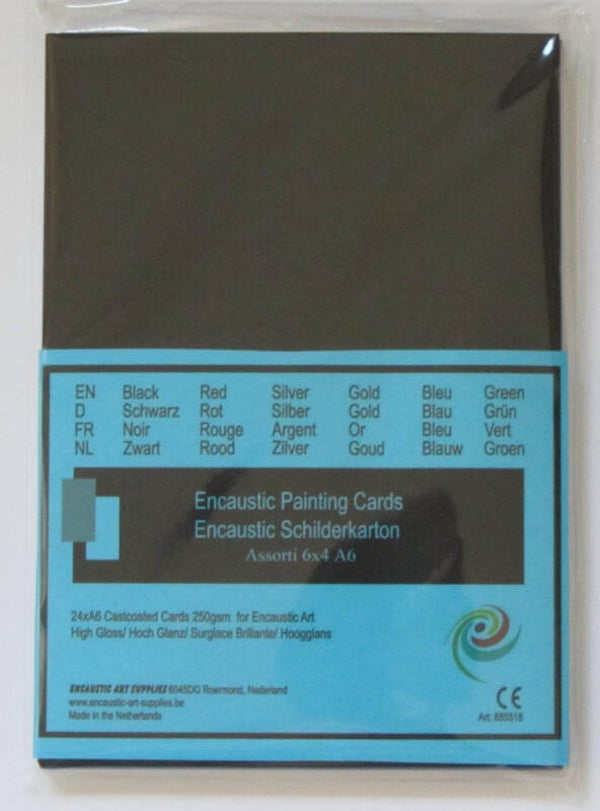 EN Black Red Silver Gold Bleu Green
D Schwarz Rot Silber Gold Blau Grün
FR Noir Rouge Argent Or Bleu Vert
NL Zwart Rood Zilver Goud Blauw Groen
Encaustic Painting Cards
Encaustic Schilderkarton
Assorti 6x4 A6
24xA6 Castcoated Cards 250gsm for Encaustic Art
High Gloss/ Hoch Glanz/ Surglace Brillante/ Hoogglans
ENCAUSTIC ART SUPPLIES 6045DG Roermond, Nederland
www.encaustic-art-supplies.be
Made in the Netherlands
CE
Art: 885518